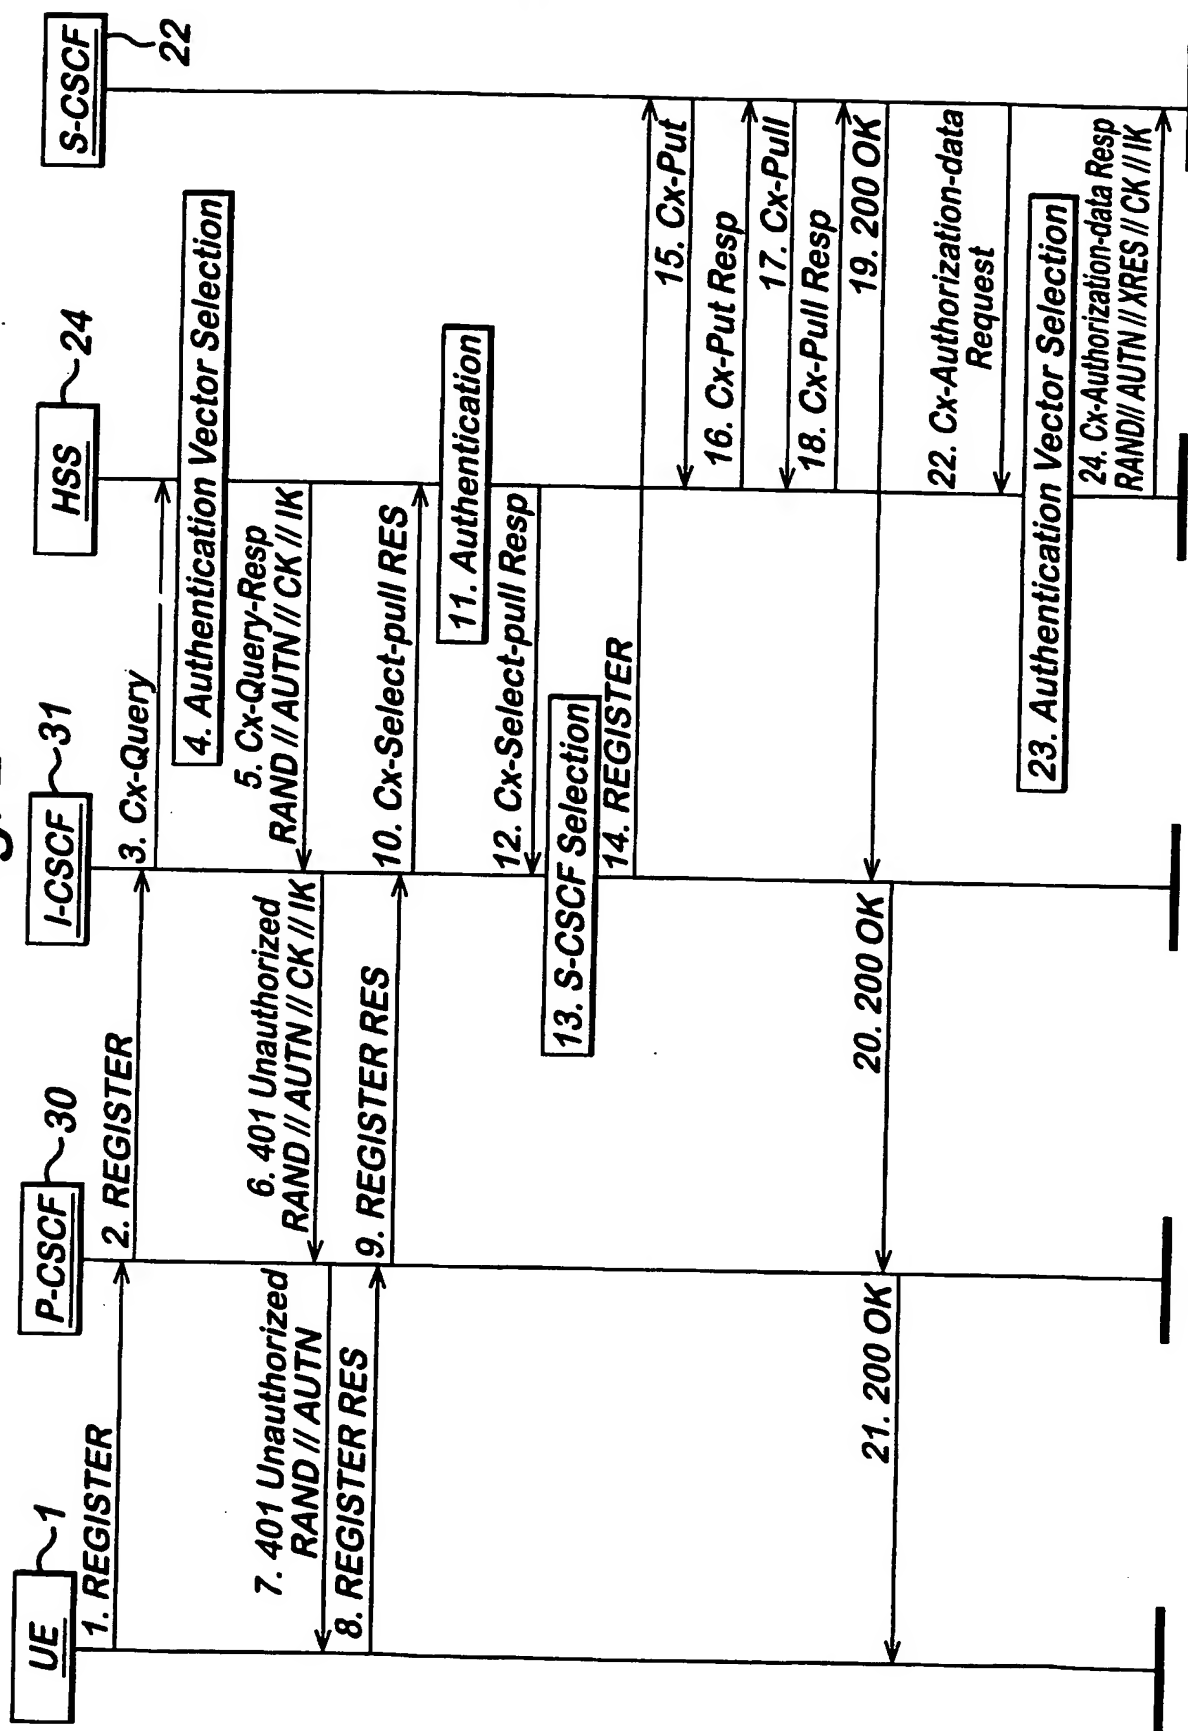 UE
1
P-CSCF
30
I-CSCF
31
HSS
24
S-CSCF
22
1. REGISTER
2. REGISTER
3. Cx-Query
4. Authentication Vector Selection
5. Cx-Query-Resp
RAND // AUTN // CK // IK
6. 401 Unauthorized
RAND // AUTN // CK // IK
7. 401 Unauthorized
RAND // AUTN
8. REGISTER RES
9. REGISTER RES
10. Cx-Select-pull RES
11. Authentication
12. Cx-Select-pull Resp
13. S-CSCF Selection
14. REGISTER
15. Cx-Put
16. Cx-Put Resp
17. Cx-Pull
18. Cx-Pull Resp
19. 200 OK
20. 200 OK
21. 200 OK
22. Cx-Authorization-data
Request
23. Authentication Vector Selection
24. Cx-Authorization-data Resp
RAND// AUTN // XRES // CK // IK